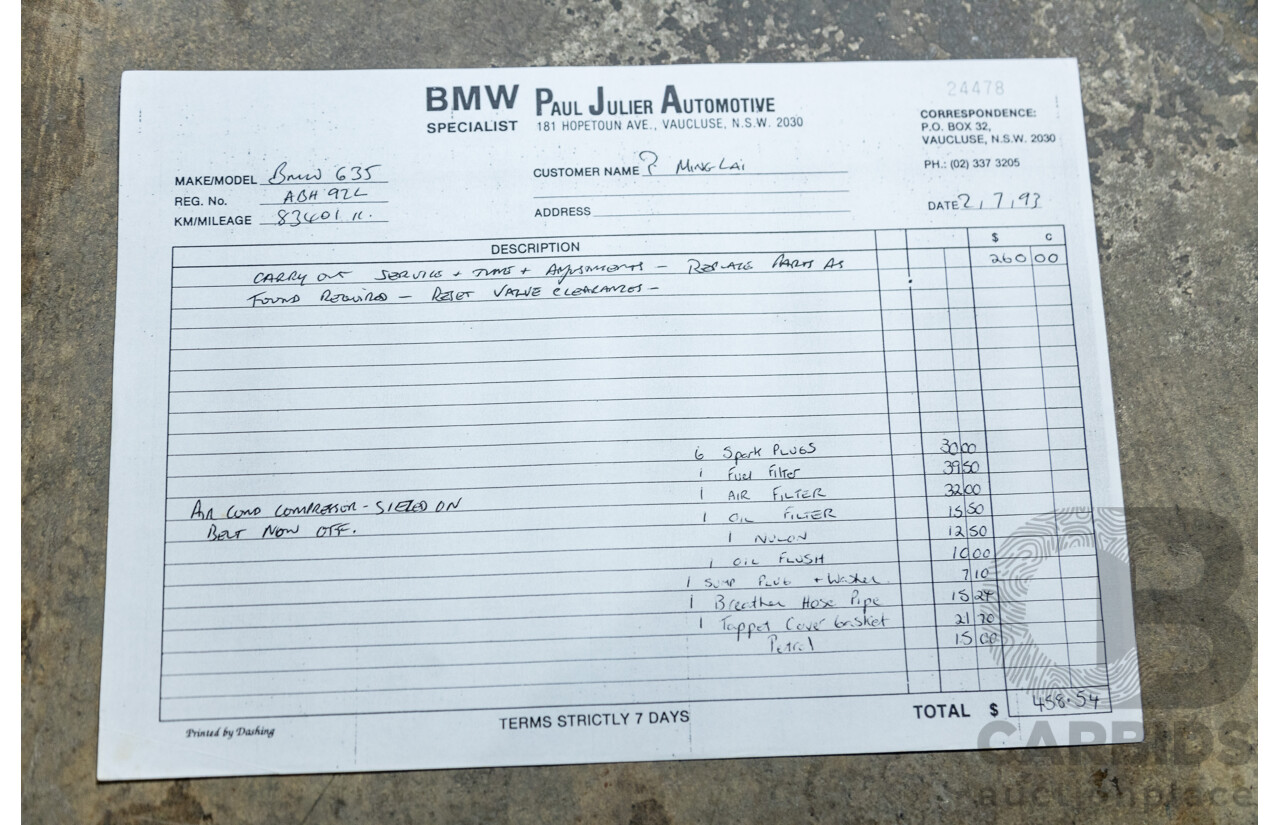 24478
BMW PAUL JULIER AUTOMOTIVE
SPECIALIST 181 HOPETOUN AVE., VAUCLUSE, N.S.W. 2030
CORRESPONDENCE:
P.O. BOX 32,
VAUCLUSE, N.S.W. 2030
PH.: (02) 337 3205
MAKE/MODEL BMW 635
REG. No. ABH 92L
KM/MILEAGE 83401 K.
CUSTOMER NAME P MING LAI
ADDRESS
DATE 2,7,93
DESCRIPTION $ C
CARRY OUT SERVICE + TUNE + ADJUSTMENTS - REPLACE PARTS AS 260 00
FOUND REQUIRED - RESET VALVE CLEARANCES -
6 Spark PLUGS 30 00
1 Fuel Filter 39 50
1 AIR FILTER 32 00
1 OIL FILTER 15 50
1 NULON 12 50
1 OIL FLUSH 10 00
1 SUMP PLUG + Washer 7 10
1 Breather Hose Pipe 15 24
1 Tappet Cover Gasket 21 70
Petrol 15 00
AIR COND COMPRESSOR - SIEZED ON
BELT NOW OFF.
TOTAL $ 458.54
TERMS STRICTLY 7 DAYS
Printed by Dashing
CARBIDS
auctionplace